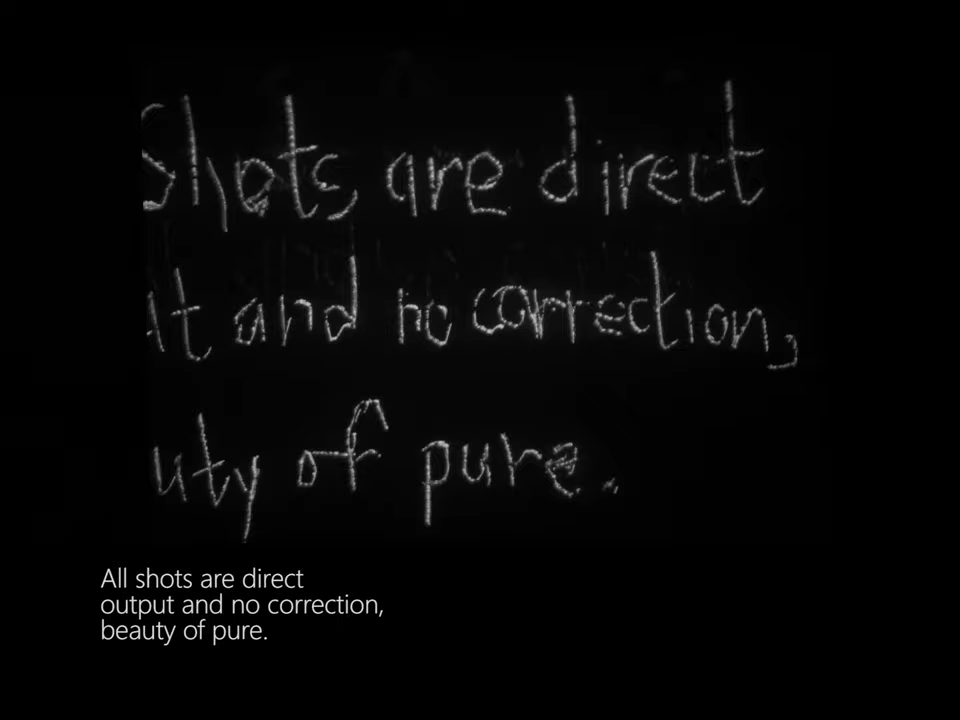 Shots are direct
ut and no correction,
uty of pure.
All shots are direct
output and no correction,
beauty of pure.